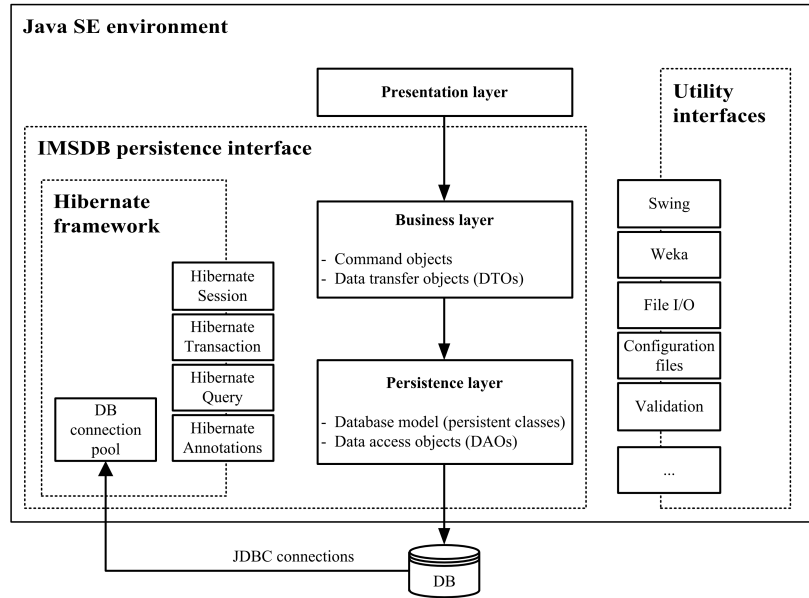 Java SE environment
Presentation layer
Utility
interfaces
IMSDB persistence interface
Hibernate
framework
Hibernate
Session
Hibernate
Transaction
Hibernate
Query
Hibernate
Annotations
DB
connection
pool
Business layer
- Command objects
- Data transfer objects (DTOs)
Persistence layer
- Database model (persistent classes)
- Data access objects (DAOs)
Swing
Weka
File I/O
Configuration
files
Validation
...
JDBC connections
DB